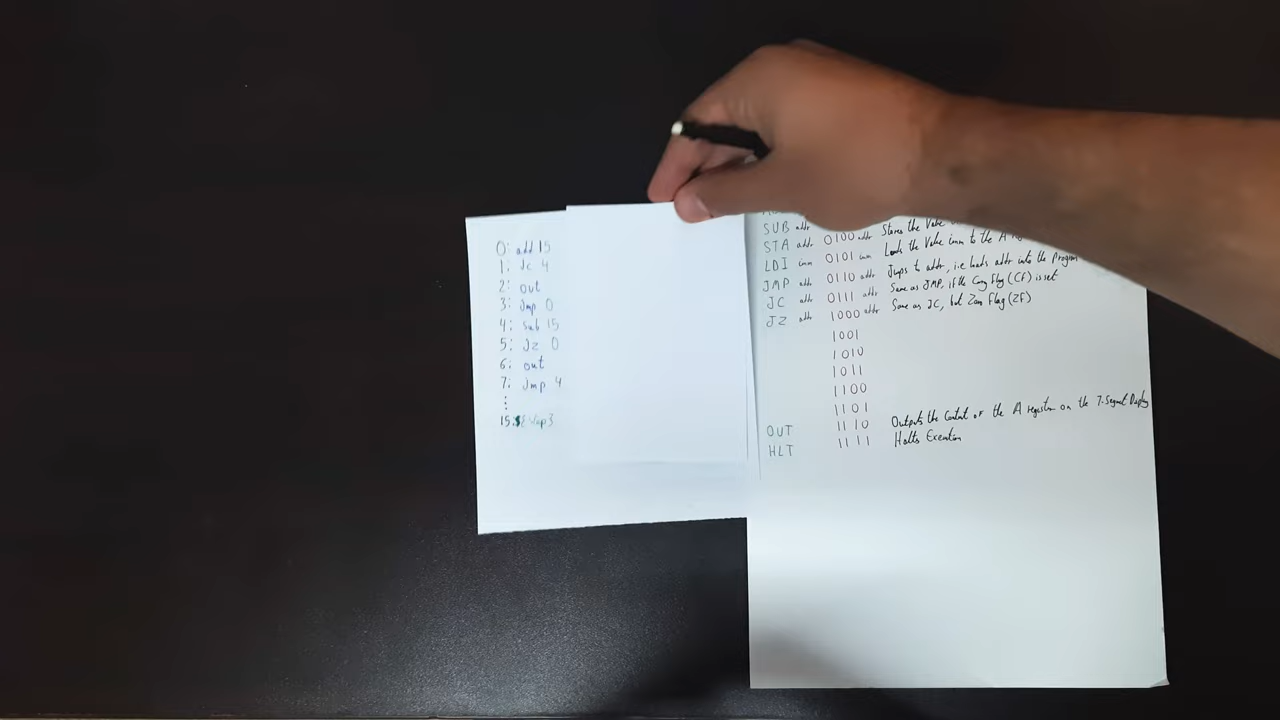 0: add 15
1: Jc 4
2: out
3: Jmp 0
4: sub 15
5: Jz 0
6: out
7: Jmp 4
⋮
15:
SUB addr Stores the Value
STA addr 0100 addr Loads the Value imm to the A
LDI imm 0101 imm Jumps to addr, i.e loads addr into the Program
JMP addr 0110 addr Same as JMP, if the Carry Flag (CF) is set
JC addr 0111 addr Same as JC, but Zero Flag (ZF)
JZ addr 1000 addr
1001
1010
1011
1100
1101
OUT 1110 Outputs the Content of the A register on the 7-Segment Display
HLT 1111 Halts Execution